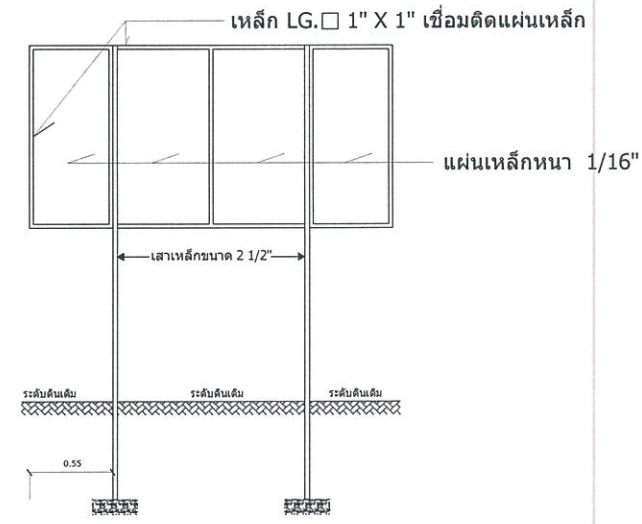 เหล็ก LG.□ 1" X 1" เชื่อมติดแผ่นเหล็ก
แผ่นเหล็กหนา 1/16"
เสาเหล็กขนาด 2 1/2"
ระดับดินเดิม ระดับดินเดิม ระดับดินเดิม
0.55